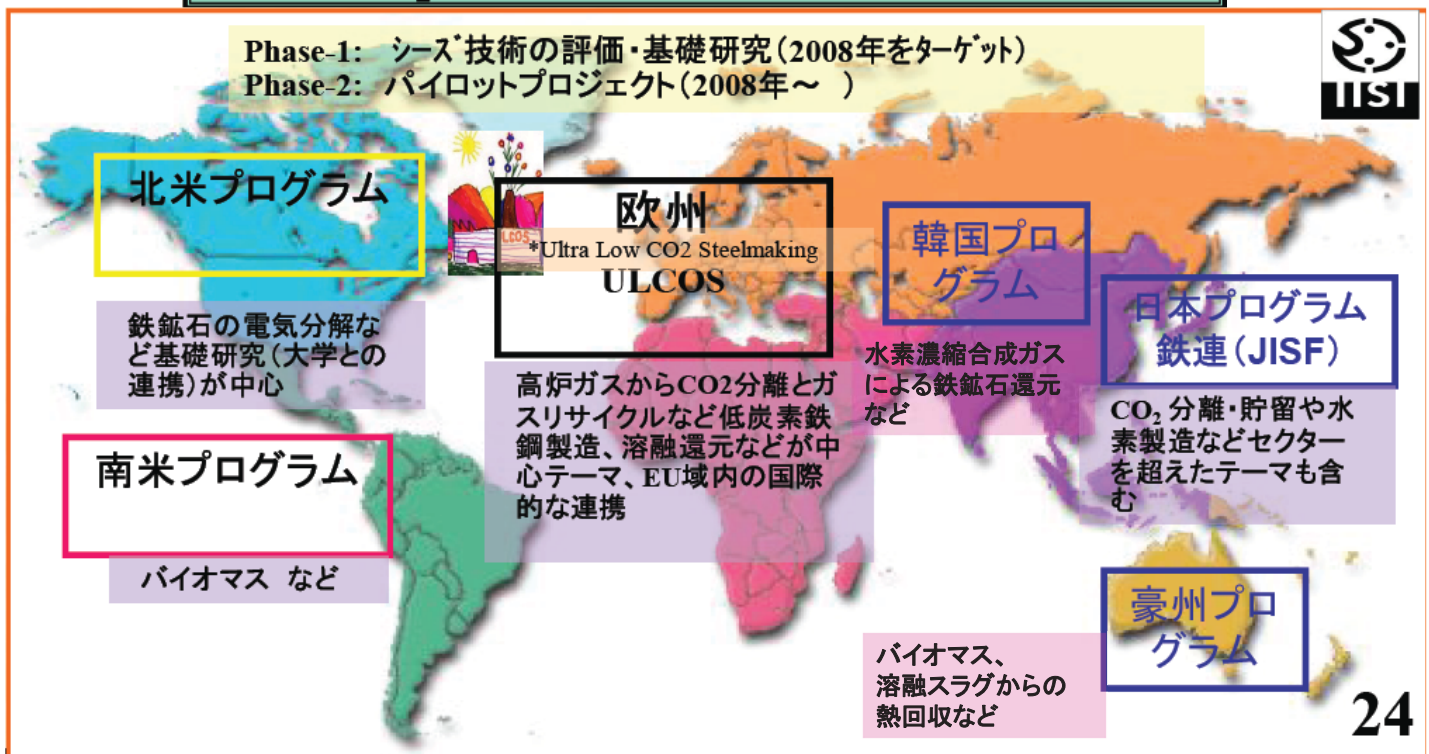 Phase-1: シーズ技術の評価・基礎研究(2008年をターゲット)
Phase-2: パイロットプロジェクト(2008年～ )
IISI
北米プログラム
鉄鉱石の電気分解な
ど基礎研究(大学との
連携)が中心
南米プログラム
バイオマス など
LCOS
欧州
*Ultra Low CO2 Steelmaking
ULCOS
高炉ガスからCO2分離とガ
スリサイクルなど低炭素鉄
鋼製造、溶融還元などが中
心テーマ、EU域内の国際
的な連携
韓国プロ
グラム
水素濃縮合成ガス
による鉄鉱石還元
など
日本プログラム
鉄連(JISF)
CO₂ 分離・貯留や水
素製造などセクター
を超えたテーマも含
む
豪州プロ
グラム
バイオマス、
溶融スラグからの
熱回収など
24